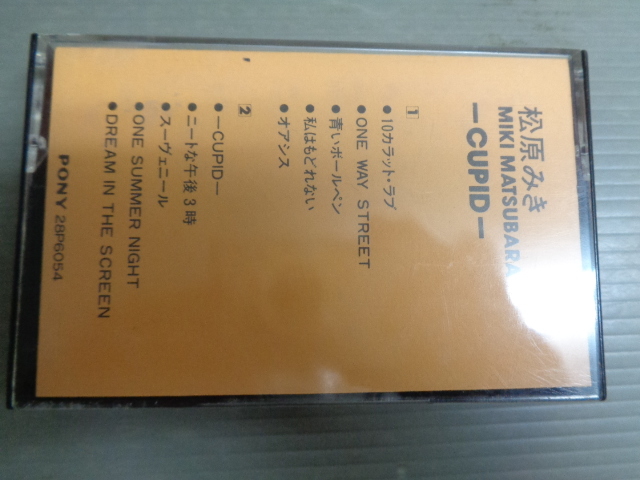 松原みき
MIKI MATSUBARA
—CUPID—
1
●10カラット・ラブ
●ONE WAY STREET
●青いボールペン
●私はもどれない
●オアシス
2
●—CUPID—
●ニートな午後3時
●スーヴェニール
●ONE SUMMER NIGHT
●DREAM IN THE SCREEN
PONY 28P6054